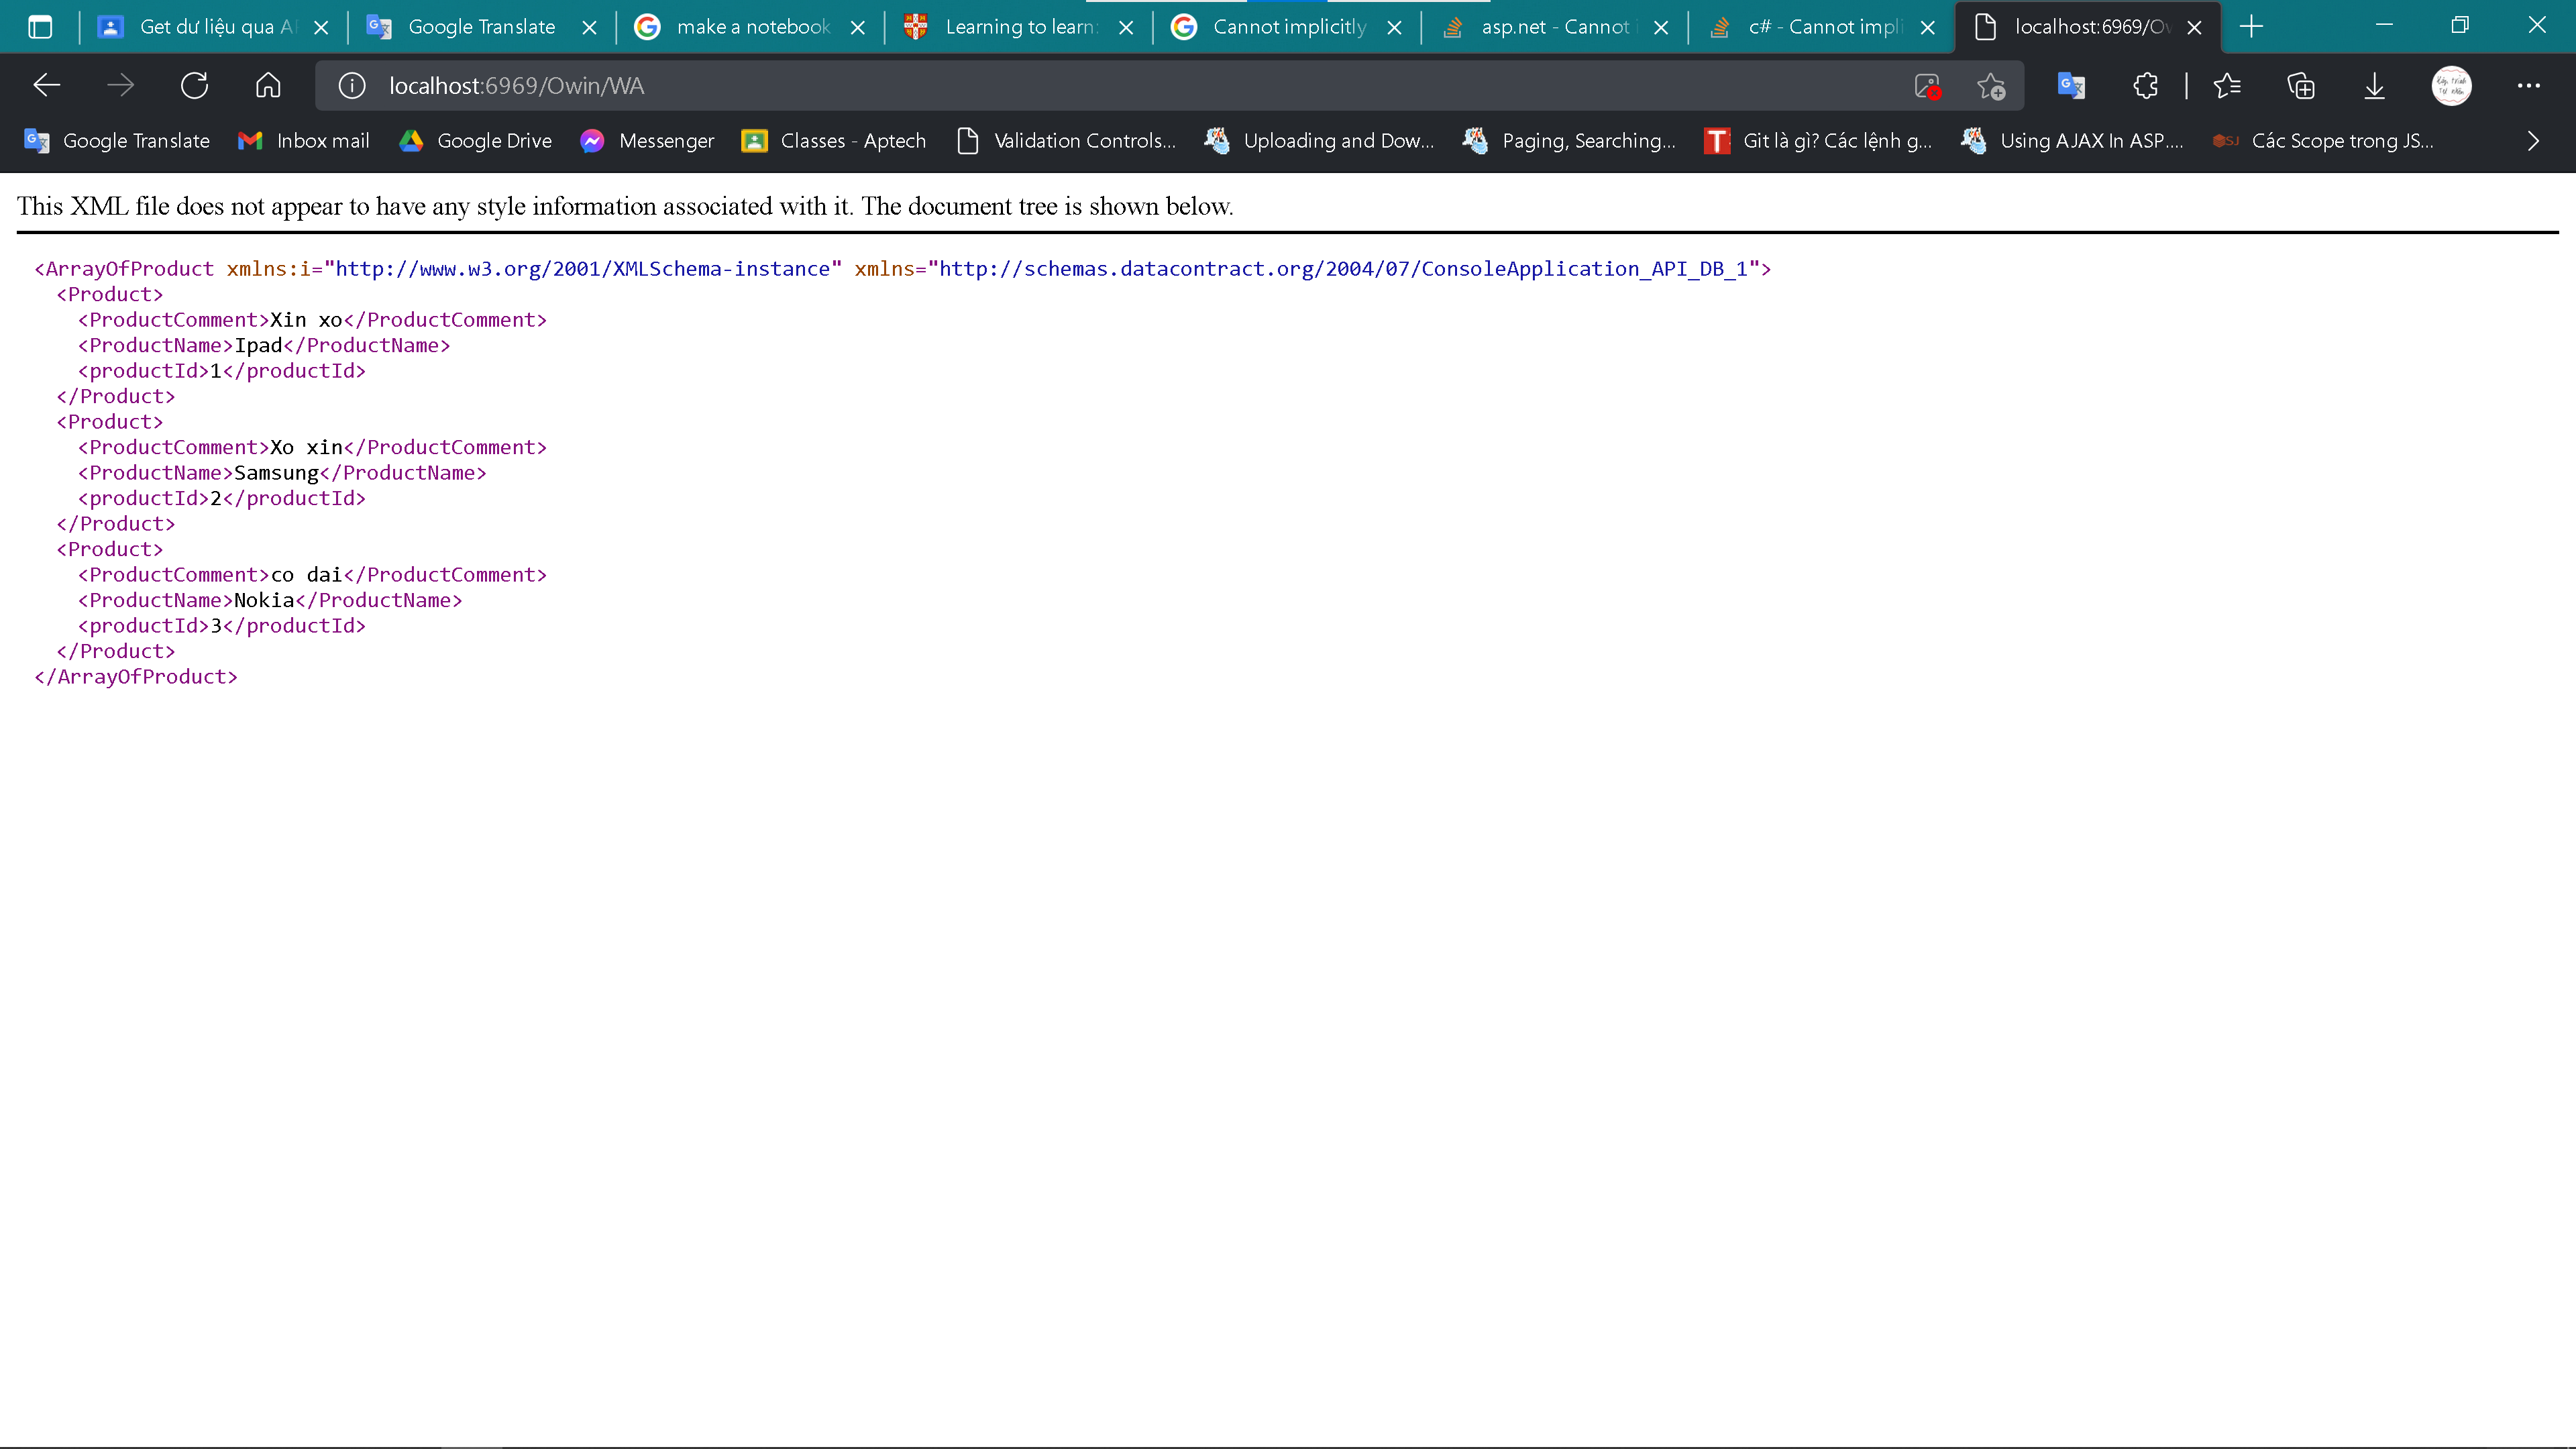 Get dư liệu qua A
Google Translate
make a notebook
Learning to learn:
Cannot implicitly
asp.net - Cannot i
c# - Cannot impli
localhost:6969/Ow
localhost:6969/Owin/WA
Google Translate
Inbox mail
Google Drive
Messenger
Classes - Aptech
Validation Controls...
Uploading and Dow...
Paging, Searching...
Git là gì? Các lệnh g...
Using AJAX In ASP....
Các Scope trong JS...
This XML file does not appear to have any style information associated with it. The document tree is shown below.
<ArrayOfProduct xmlns:i="http://www.w3.org/2001/XMLSchema-instance" xmlns="http://schemas.datacontract.org/2004/07/ConsoleApplication_API_DB_1">
<Product>
<ProductComment>Xin xo</ProductComment>
<ProductName>Ipad</ProductName>
<productId>1</productId>
</Product>
<Product>
<ProductComment>Xo xin</ProductComment>
<ProductName>Samsung</ProductName>
<productId>2</productId>
</Product>
<Product>
<ProductComment>co dai</ProductComment>
<ProductName>Nokia</ProductName>
<productId>3</productId>
</Product>
</ArrayOfProduct>